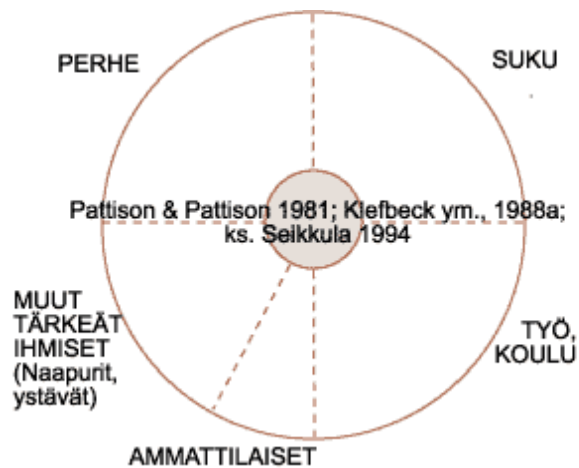 PERHE
SUKU
Pattison & Pattison 1981; Klefbeck ym., 1988a;
ks. Seikkula 1994
MUUT
TÄRKEÄT
IHMISET
(Naapurit,
ystävät)
TYÖ,
KOULU
AMMATTILAISET